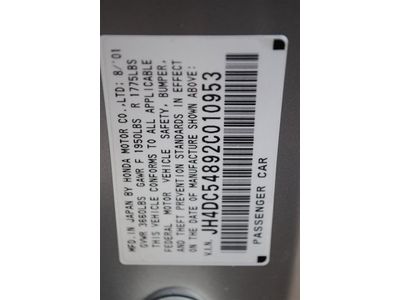 MFD.IN JAPAN BY HONDA MOTOR CO.,LTD: 8/'01
GVWR 3660LBS GAWR F 1950LBS R 1775LBS
THIS VEHICLE CONFORMS TO ALL APPLICABLE
FEDERAL MOTOR VEHICLE SAFETY, BUMPER,
AND THEFT PREVENTION STANDARDS IN EFFECT
ON THE DATE OF MANUFACTURE SHOWN ABOVE:
V.I.N. JH4DC54892C010953
PASSENGER CAR